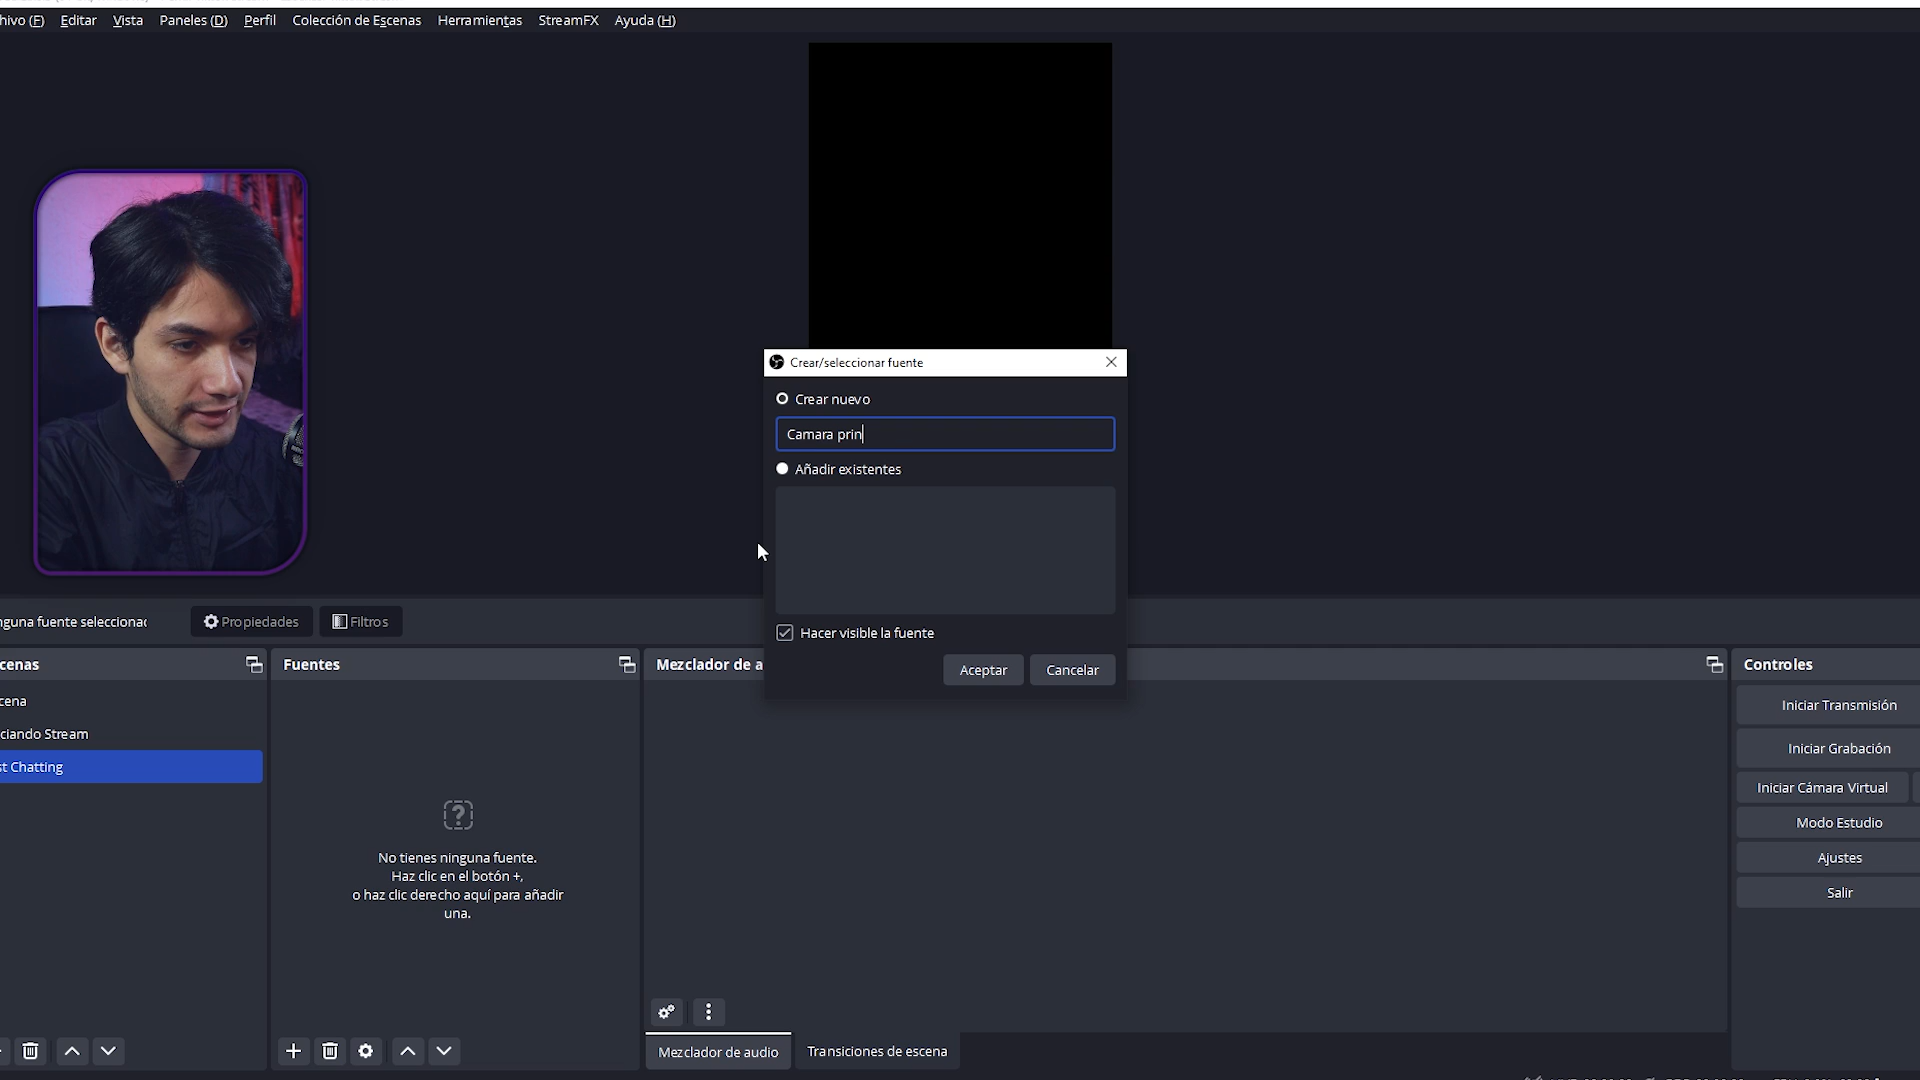 hivo (F) Editar Vista Paneles (D) Perfil Colección de Escenas Herramientas StreamFX Ayuda (H)
Crear/seleccionar fuente
Crear nuevo
Camara prin
Añadir existentes
Hacer visible la fuente
Aceptar Cancelar
nguna fuente seleccionac Propiedades Filtros
cenas
cena
ciando Stream
st Chatting
Fuentes
No tienes ninguna fuente.
Haz clic en el botón +,
o haz clic derecho aquí para añadir
una.
Mezclador de a
Mezclador de audio Transiciones de escena
Controles
Iniciar Transmisión
Iniciar Grabación
Iniciar Cámara Virtual
Modo Estudio
Ajustes
Salir